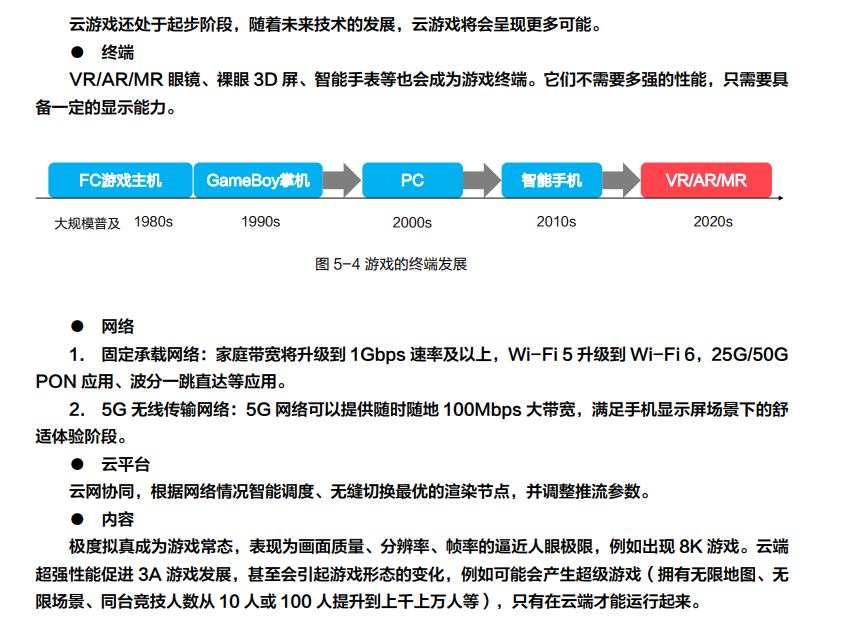 云游戏还处于起步阶段，随着未来技术的发展，云游戏将会呈现更多可能。
● 终端
VR/AR/MR 眼镜、裸眼 3D 屏、智能手表等也会成为游戏终端。它们不需要多强的性能，只需要具
备一定的显示能力。
FC游戏主机 GameBoy掌机 PC 智能手机 VR/AR/MR
大规模普及 1980s 1990s 2000s 2010s 2020s
图 5-4 游戏的终端发展
● 网络
1. 固定承载网络：家庭带宽将升级到 1Gbps 速率及以上，Wi-Fi 5 升级到 Wi-Fi 6，25G/50G
PON 应用、波分一跳直达等应用。
2. 5G 无线传输网络：5G 网络可以提供随时随地 100Mbps 大带宽，满足手机显示屏场景下的舒
适体验阶段。
● 云平台
云网协同，根据网络情况智能调度、无缝切换最优的渲染节点，并调整推流参数。
● 内容
极度拟真成为游戏常态，表现为画面质量、分辨率、帧率的逼近人眼极限，例如出现 8K 游戏。云端
超强性能促进 3A 游戏发展，甚至会引起游戏形态的变化，例如可能会产生超级游戏（拥有无限地图、无
限场景、同台竞技人数从 10 人或 100 人提升到上千上万人等），只有在云端才能运行起来。